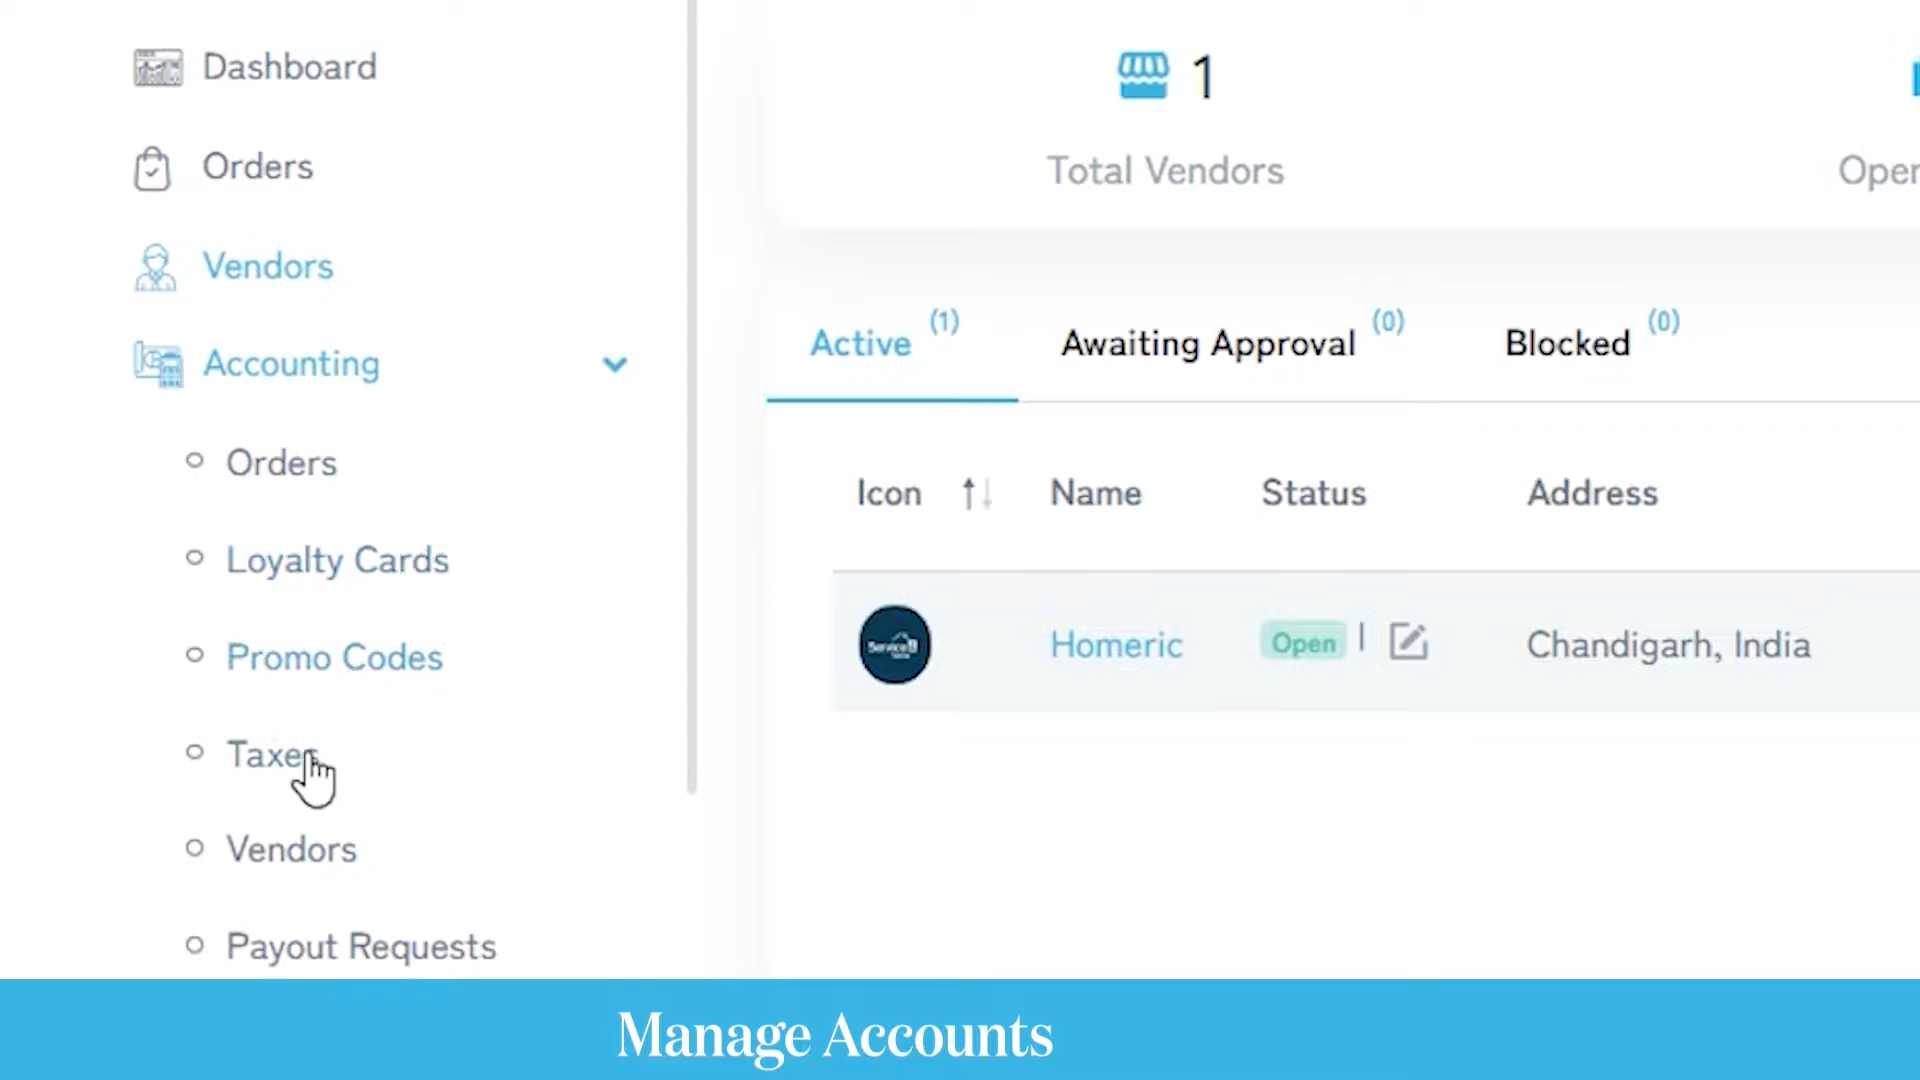 Dashboard
Orders
Vendors
Accounting
Orders
Loyalty Cards
Promo Codes
Taxes
Vendors
Payout Requests
1
Total Vendors
Active (1) Awaiting Approval (0) Blocked (0)
Icon Name Status Address
Homeric Open | Chandigarh, India
Manage Accounts